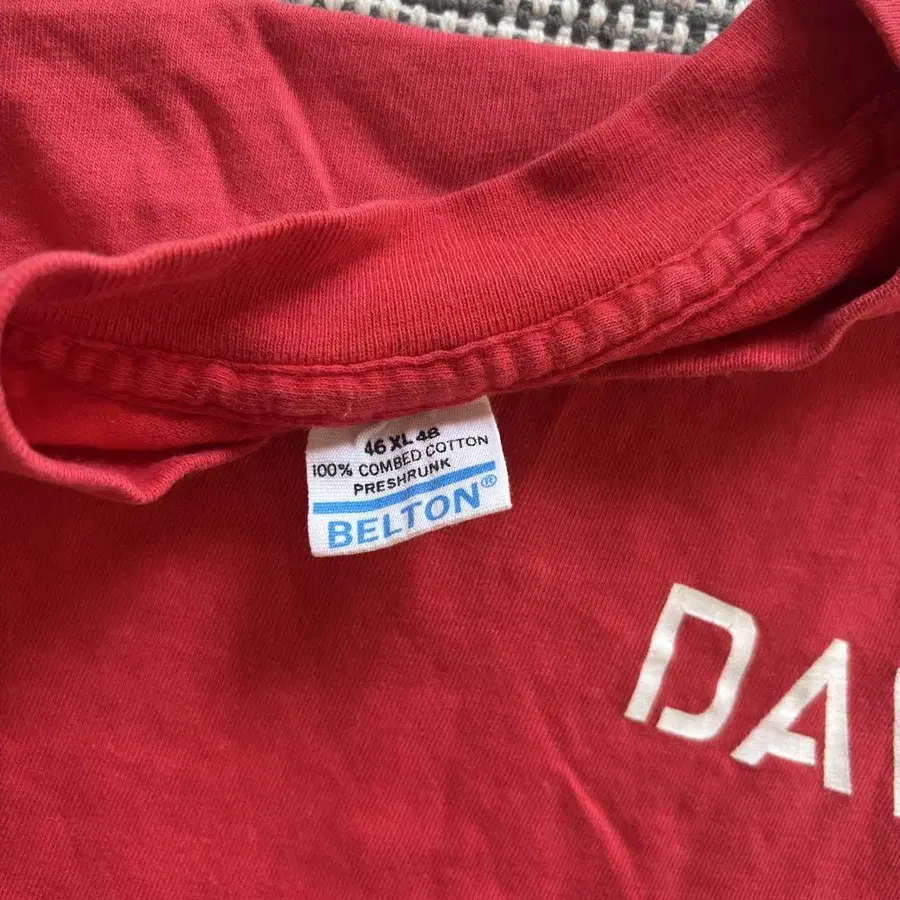 46 XL 48
100% COMBED COTTON
PRESHRUNK
BELTON®
DA